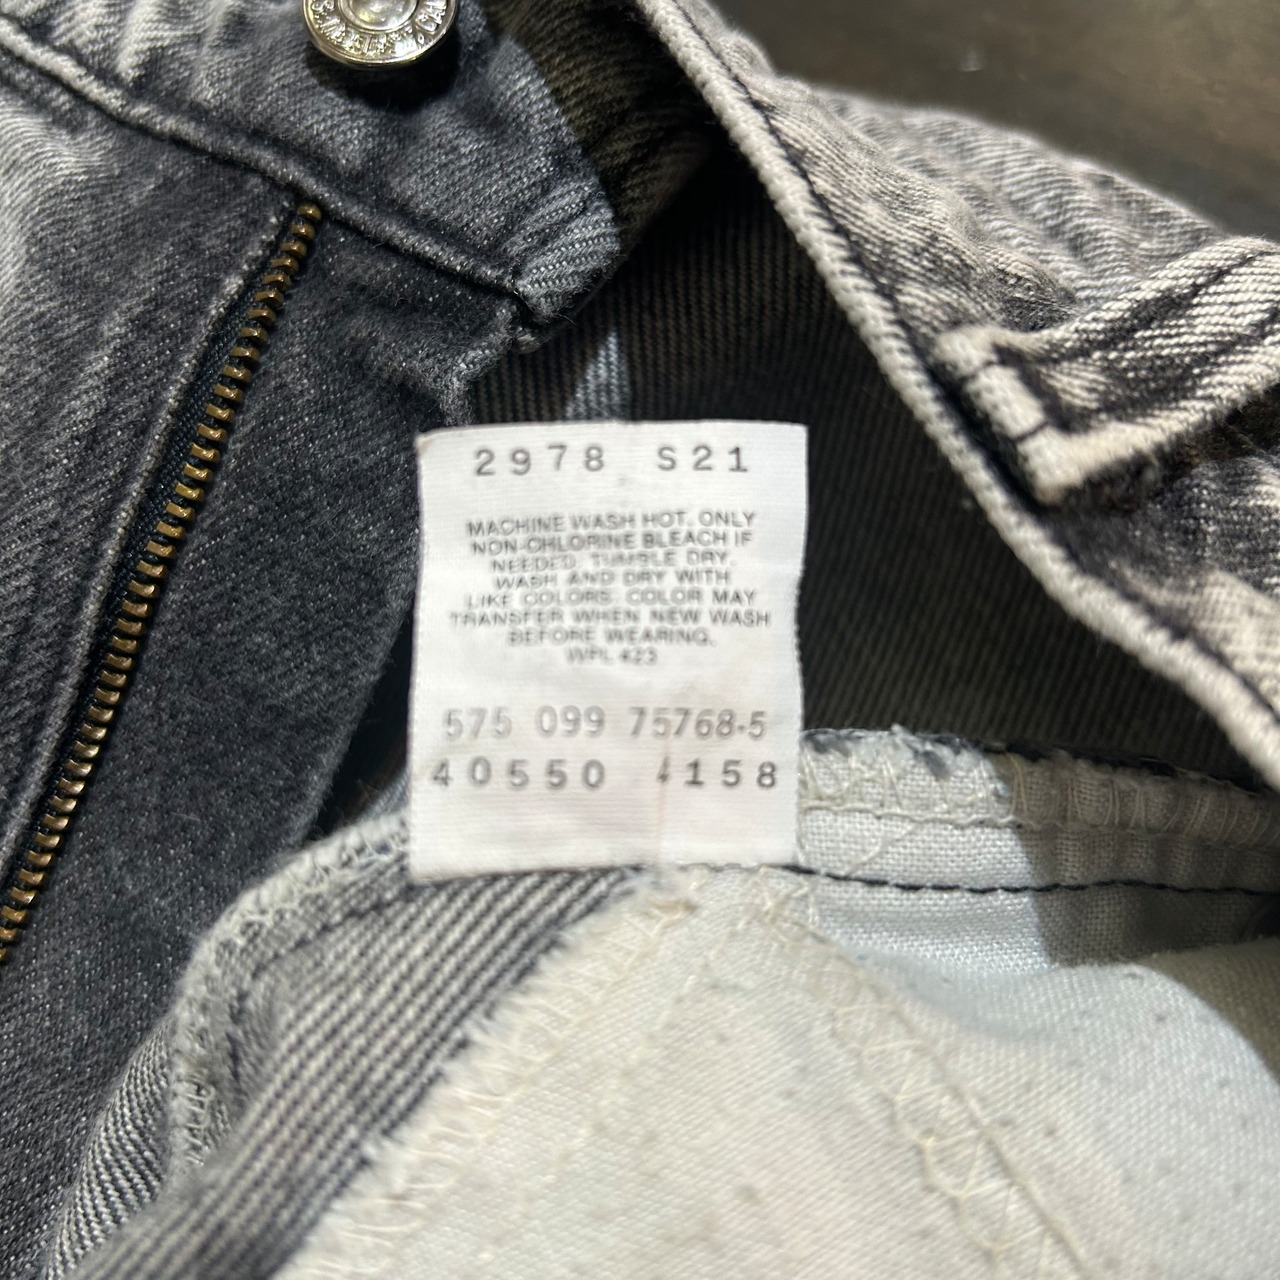 2978 S21
MACHINE WASH HOT. ONLY
NON-CHLORINE BLEACH IF
NEEDED. TUMBLE DRY.
WASH AND DRY WITH
LIKE COLORS. COLOR MAY
TRANSFER WHEN NEW WASH
BEFORE WEARING.
WPL 423
575 099 75768-5
40550 4158